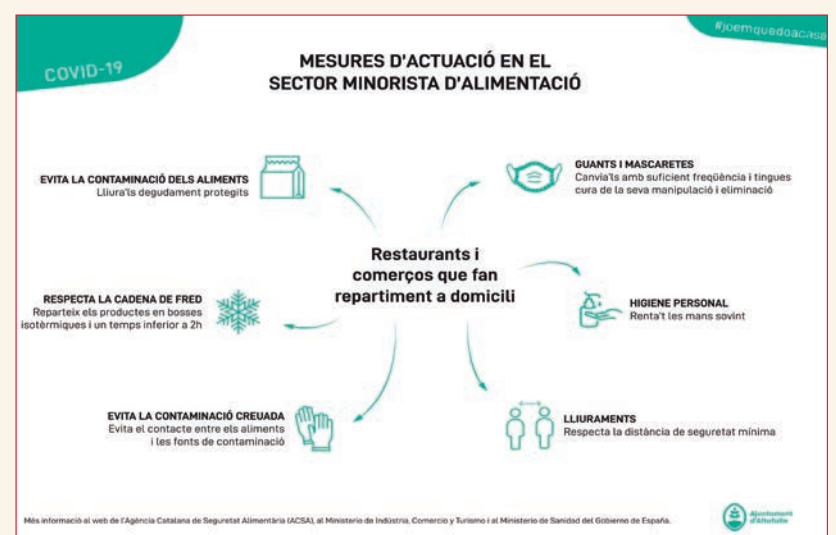 COVID-19
#joemquedoacasa
MESURES D'ACTUACIÓ EN EL
SECTOR MINORISTA D'ALIMENTACIÓ
EVITA LA CONTAMINACIÓ DELS ALIMENTS
Lliura'ls degudament protegits
GUANTS I MASCARETES
Canvia'ls amb suficient freqüència i tingues
cura de la seva manipulació i eliminació
Restaurants i
comerços que fan
repartiment a domicili
RESPECTA LA CADENA DE FRED
Reparteix els productes en bosses
isotèrmiques i un temps inferior a 2h
HIGIENE PERSONAL
Renta't les mans sovint
EVITA LA CONTAMINACIÓ CREUADA
Evita el contacte entre els aliments
i les fonts de contaminació
LLIURAMENTS
Respecta la distància de seguretat mínima
Més informació al web de l'Agència Catalana de Seguretat Alimentària (ACSA), al Ministerio de Indústria, Comercio y Turismo i al Ministerio de Sanidad del Gobierno de España.
Ajuntament
d'Altafulla